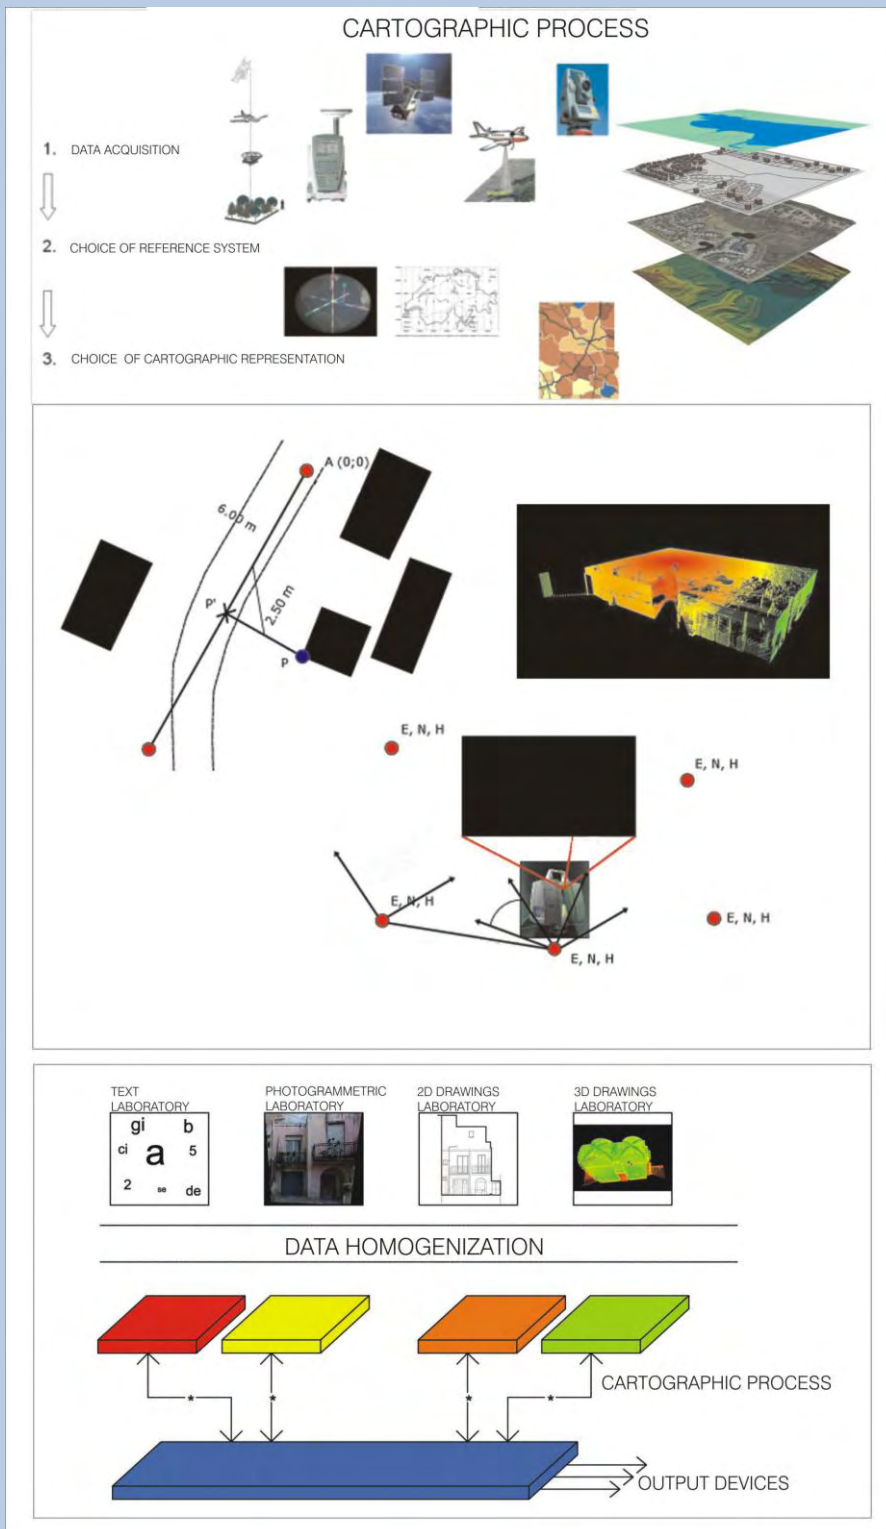 CARTOGRAPHIC PROCESS
1. DATA ACQUISITION
2. CHOICE OF REFERENCE SYSTEM
3. CHOICE OF CARTOGRAPHIC REPRESENTATION
A (0;0)
6.00 m
P'
2.50 m
P
E, N, H
E, N, H
E, N, H
E, N, H
E, N, H
TEXT
LABORATORY
PHOTOGRAMMETRIC
LABORATORY
2D DRAWINGS
LABORATORY
3D DRAWINGS
LABORATORY
gi b
ci a 5
2 se de
DATA HOMOGENIZATION
* * * *
CARTOGRAPHIC PROCESS
OUTPUT DEVICES